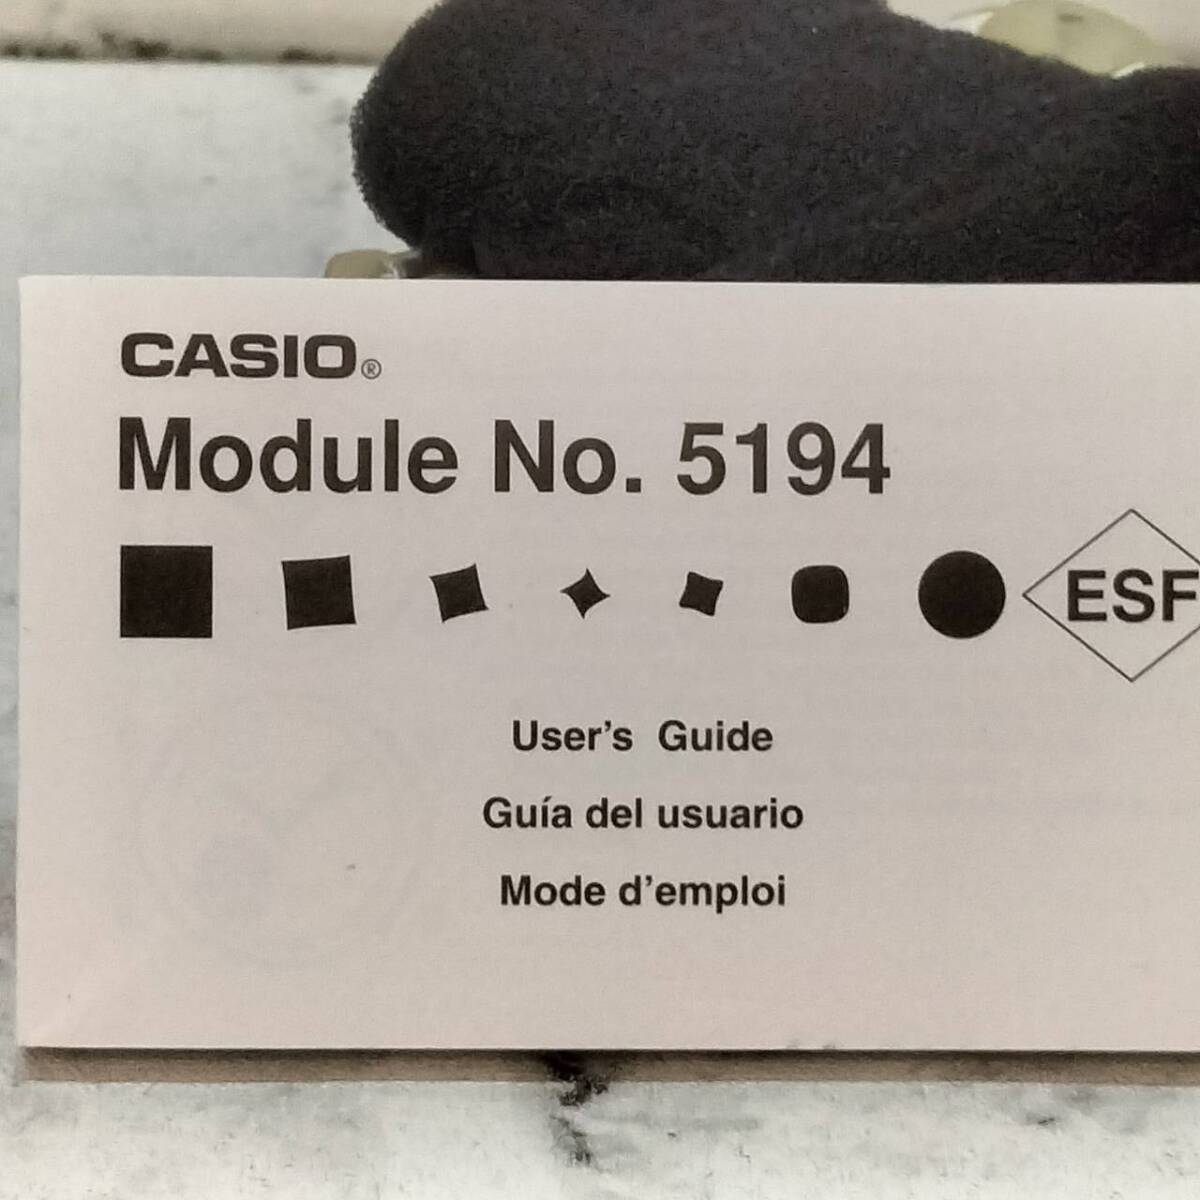 CASIO®
Module No. 5194
ESF
User's Guide
Guía del usuario
Mode d'emploi